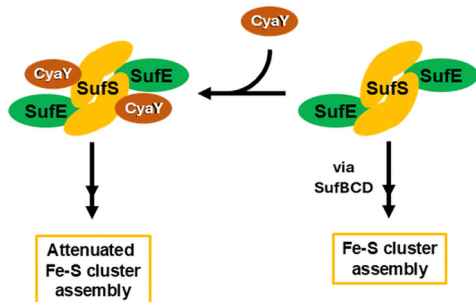 CyaY
CyaY
SufS
SufE
SufE
CyaY
SufE
SufS
SufE
via
SufBCD
Attenuated
Fe-S cluster
assembly
Fe-S cluster
assembly